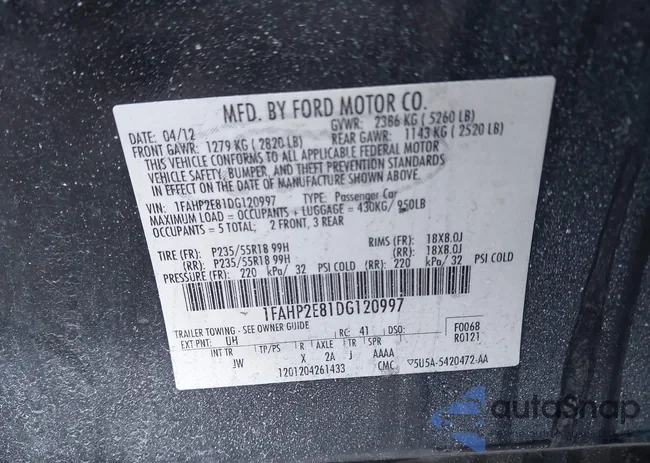 MFD. BY FORD MOTOR CO.
DATE: 04/12 GVWR: 2386 KG ( 5260 LB)
FRONT GAWR: 1279 KG ( 2820 LB) REAR GAWR: 1143 KG ( 2520 LB)
THIS VEHICLE CONFORMS TO ALL APPLICABLE FEDERAL MOTOR
VEHICLE SAFETY, BUMPER, AND THEFT PREVENTION STANDARDS
IN EFFECT ON THE DATE OF MANUFACTURE SHOWN ABOVE.
VIN: 1FAHP2E81DG120997 TYPE: Passenger Car
MAXIMUM LOAD = OCCUPANTS + LUGGAGE = 430KG/ 950LB
OCCUPANTS = 5 TOTAL; 2 FRONT, 3 REAR
TIRE (FR): P235/55R18 99H RIMS (FR): 18X8.0J
(RR): P235/55R18 99H (RR): 18X8.0J
PRESSURE (FR): 220 kPa/ 32 PSI COLD (RR): 220 kPa/ 32 PSI COLD
1FAHP2E81DG120997
TRAILER TOWING - SEE OWNER GUIDE
EXT PNT: UH RC: 41 DSO: F0068
INT TR TP/PS R AXLE TR SPR R0121
JW X 2A J AAAA
1201204261433 CMC ▽5U5A-5420472-AA
autoSnap